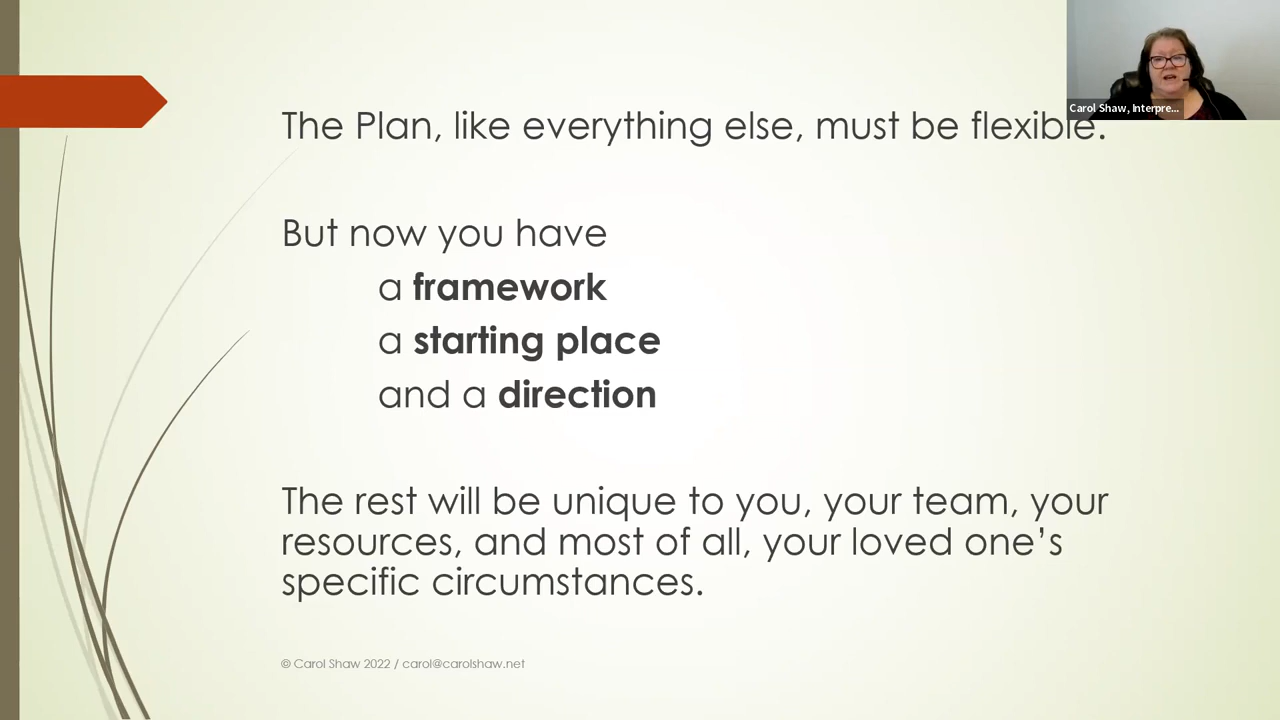 The Plan, like everything else, must be flexible.
But now you have
a framework
a starting place
and a direction
The rest will be unique to you, your team, your
resources, and most of all, your loved one’s
specific circumstances.
© Carol Shaw 2022 / carol@carolshaw.net
Carol Shaw, Interpre...